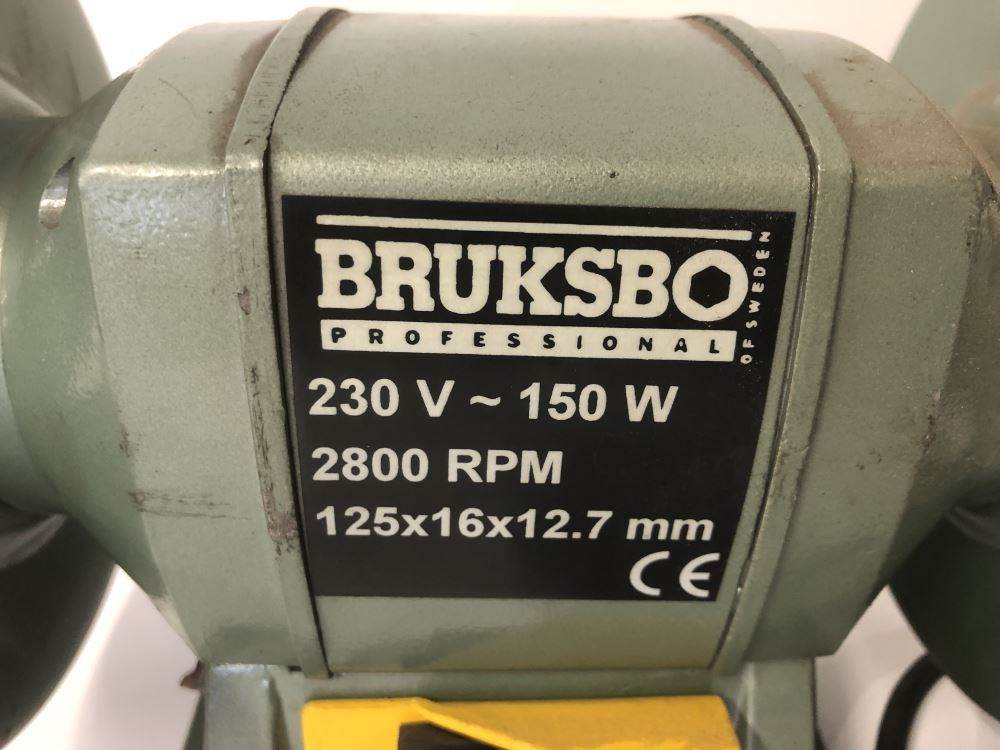 BRUKSBO
OF SWEDEN
PROFESSIONAL
230 V ~ 150 W
2800 RPM
125x16x12.7 mm
CE